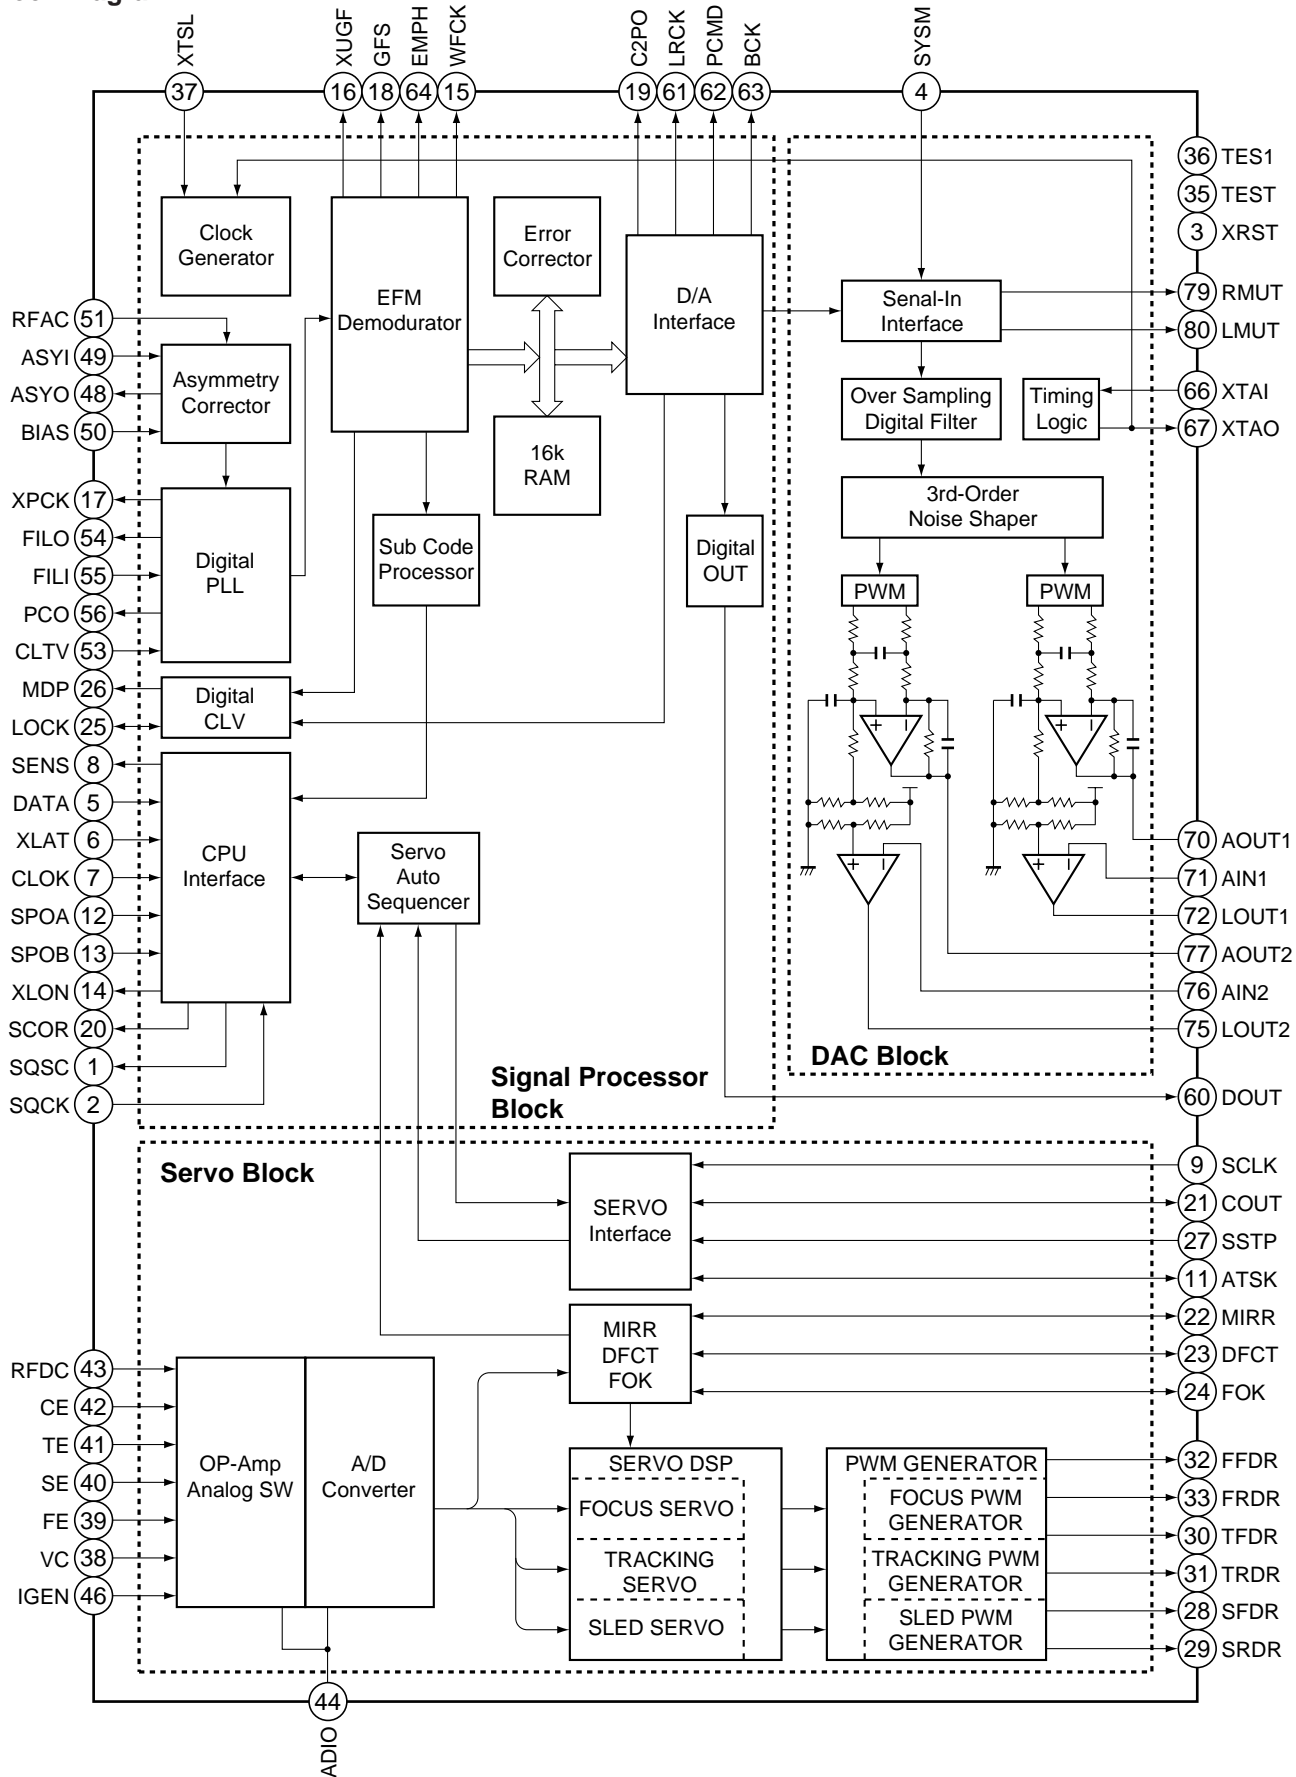 XTSL
XUGF
GFS
EMPH
WFCK
C2PO
LRCK
PCMD
BCK
SYSM
37
16
18
64
15
19
61
62
63
4
36 TES1
35 TEST
3 XRST
79 RMUT
80 LMUT
66 XTAI
67 XTAO
70 AOUT1
71 AIN1
72 LOUT1
77 AOUT2
76 AIN2
75 LOUT2
60 DOUT
9 SCLK
21 COUT
27 SSTP
11 ATSK
22 MIRR
23 DFCT
24 FOK
32 FFDR
33 FRDR
30 TFDR
31 TRDR
28 SFDR
29 SRDR
RFAC 51
ASYI 49
ASYO 48
BIAS 50
XPCK 17
FILO 54
FILI 55
PCO 56
CLTV 53
MDP 26
LOCK 25
SENS 8
DATA 5
XLAT 6
CLOK 7
SPOA 12
SPOB 13
XLON 14
SCOR 20
SQSC 1
SQCK 2
RFDC 43
CE 42
TE 41
SE 40
FE 39
VC 38
IGEN 46
44
ADIO
Clock
Generator
EFM
Demodurator
Error
Corrector
D/A
Interface
Asymmetry
Corrector
16k
RAM
Digital
PLL
Sub Code
Processor
Digital
OUT
Digital
CLV
CPU
Interface
Servo
Auto
Sequencer
Signal Processor
Block
Senal-In
Interface
Over Sampling
Digital Filter
Timing
Logic
3rd-Order
Noise Shaper
PWM
PWM
+
+
+
+
DAC Block
Servo Block
SERVO
Interface
MIRR
DFCT
FOK
OP-Amp
Analog SW
A/D
Converter
SERVO DSP
FOCUS SERVO
TRACKING
SERVO
SLED SERVO
PWM GENERATOR
FOCUS PWM
GENERATOR
TRACKING PWM
GENERATOR
SLED PWM
GENERATOR